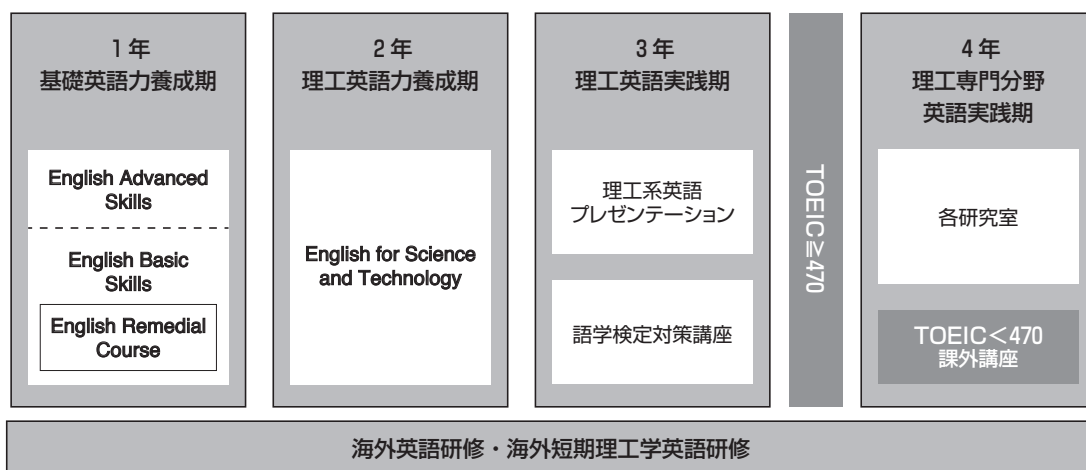 1年
基礎英語力養成期
English Advanced
Skills
English Basic
Skills
English Remedial
Course
2年
理工英語力養成期
English for Science
and Technology
3年
理工英語実践期
理工系英語
プレゼンテーション
語学検定対策講座
TOEIC≧470
4年
理工専門分野
英語実践期
各研究室
TOEIC＜470
課外講座
海外英語研修・海外短期理工学英語研修